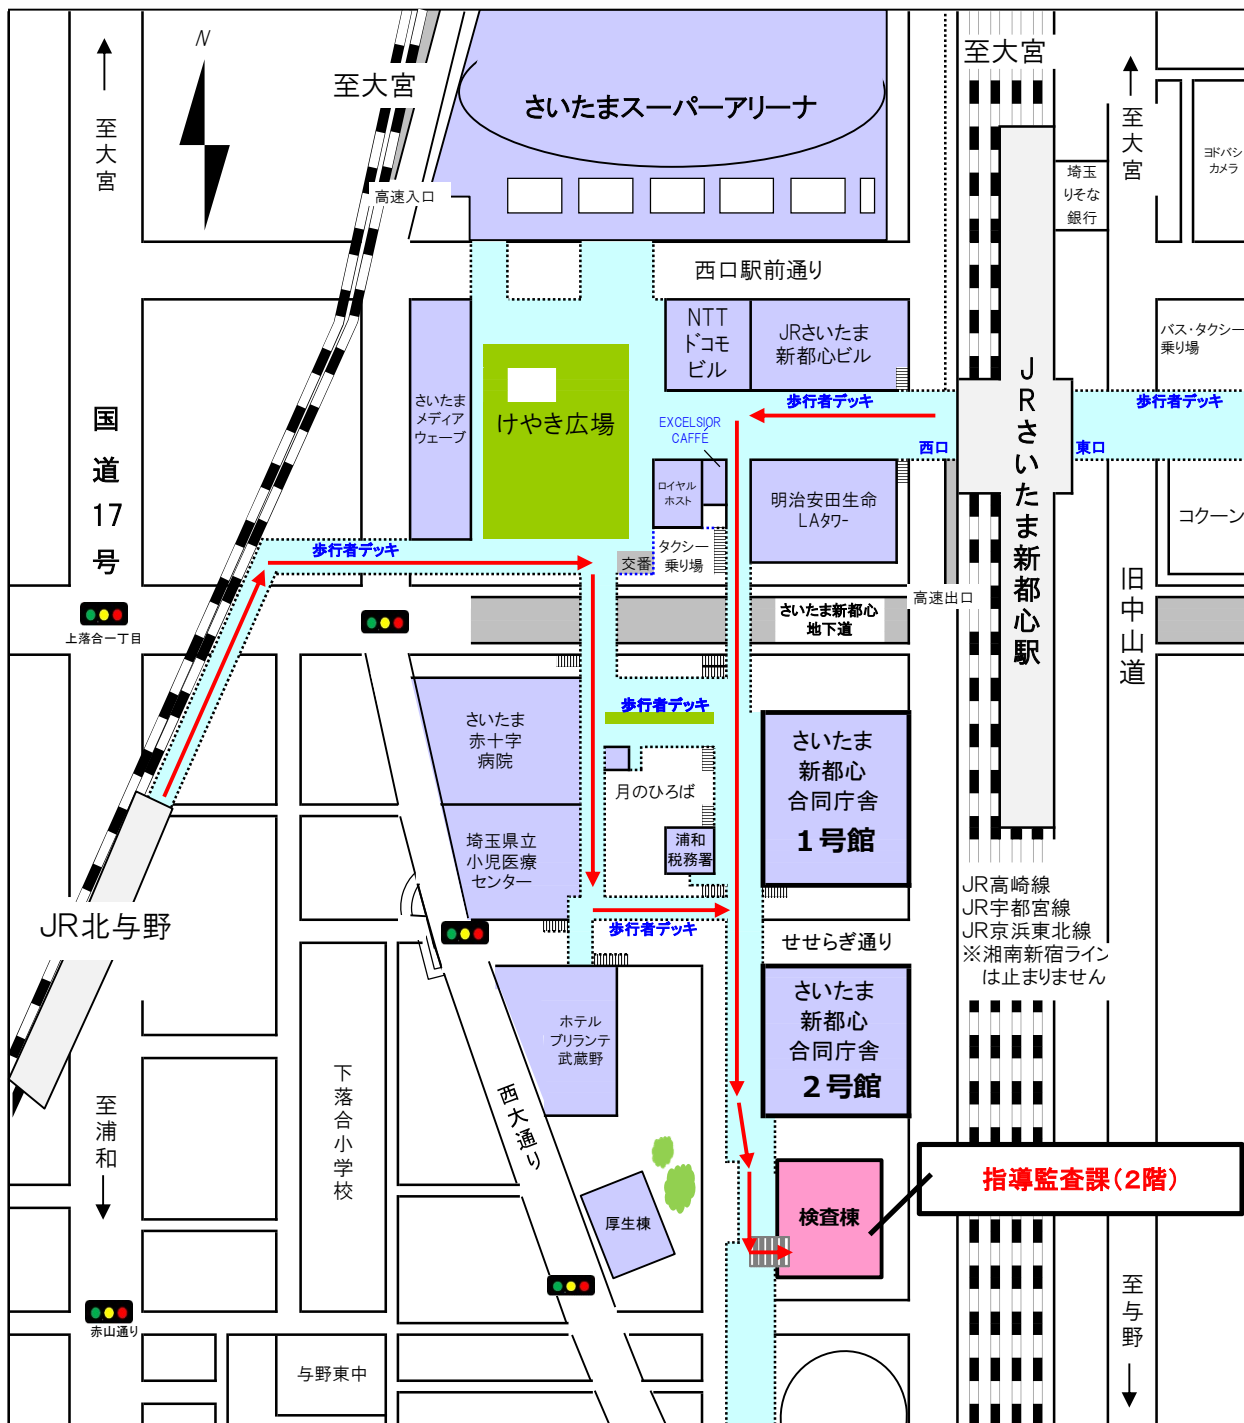 N
至大宮
至大宮
さいたまスーパーアリーナ
至大宮
至大宮
ヨドバシ
カメラ
埼玉
りそな
銀行
高速入口
西口駅前通り
NTT
ドコモ
ビル
JRさいたま
新都心ビル
バス・タクシー
乗り場
国道17号
さいたま
メディア
ウェーブ
けやき広場
EXCELSIOR
CAFFÉ
歩行者デッキ
西口
JRさいたま新都心駅
東口
歩行者デッキ
ロイヤル
ホスト
明治安田生命
LAタワー
コクーン
歩行者デッキ
交番
タクシー
乗り場
高速出口
さいたま新都心
地下道
旧中山道
上落合一丁目
さいたま
赤十字
病院
歩行者デッキ
月のひろば
さいたま
新都心
合同庁舎
1号館
埼玉県立
小児医療
センター
浦和
税務署
JR北与野
歩行者デッキ
せせらぎ通り
JR高崎線
JR宇都宮線
JR京浜東北線
※湘南新宿ライン
は止まりません
ホテル
ブリランテ
武蔵野
さいたま
新都心
合同庁舎
2号館
至浦和
下落合小学校
西大通り
厚生棟
検査棟
指導監査課(2階)
赤山通り
与野東中
至与野